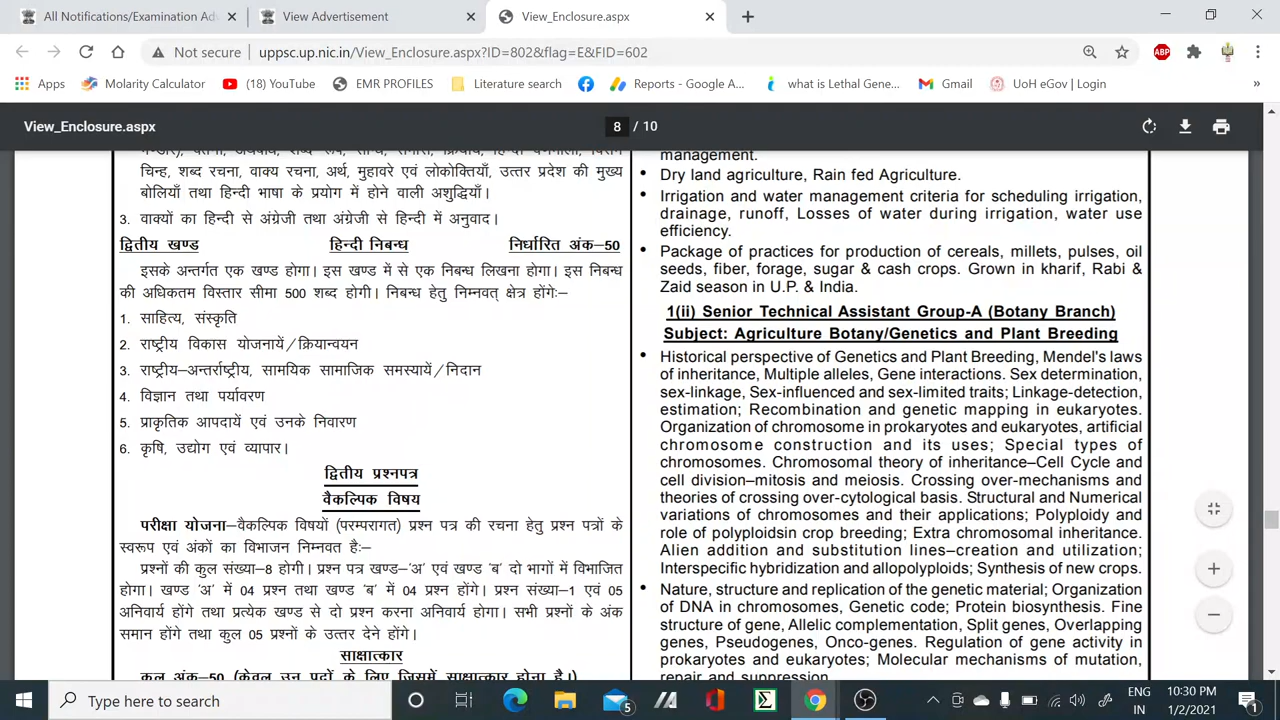 All Notifications/Examination Adv
View Advertisement
View_Enclosure.aspx
Not secure
uppsc.up.nic.in/View_Enclosure.aspx?ID=802&flag=E&FID=602
ABP
Apps
Molarity Calculator
(18) YouTube
EMR PROFILES
Literature search
Reports - Google A...
what is Lethal Gene...
Gmail
UoH eGov | Login
»
View_Enclosure.aspx
8 / 10
चिन्ह, शब्द रचना, वाक्य रचना, अर्थ, मुहावरे एवं लोकोक्तियाँ, उत्तर प्रदेश की मुख्य
बोलियाँ तथा हिन्दी भाषा के प्रयोग में होने वाली अशुद्धियाँ।
3. वाक्यों का हिन्दी से अंग्रेजी तथा अंग्रेजी से हिन्दी में अनुवाद।
द्वितीय खण्ड हिन्दी निबन्ध निर्धारित अंक–50
इसके अन्तर्गत एक खण्ड होगा। इस खण्ड में से एक निबन्ध लिखना होगा। इस निबन्ध
की अधिकतम विस्तार सीमा 500 शब्द होगी। निबन्ध हेतु निम्नवत् क्षेत्र होंगेः–
1. साहित्य, संस्कृति
2. राष्ट्रीय विकास योजनायें/क्रियान्वयन
3. राष्ट्रीय–अन्तर्राष्ट्रीय, सामयिक सामाजिक समस्यायें/निदान
4. विज्ञान तथा पर्यावरण
5. प्राकृतिक आपदायें एवं उनके निवारण
6. कृषि, उद्योग एवं व्यापार।
द्वितीय प्रश्नपत्र
वैकल्पिक विषय
परीक्षा योजना–वैकल्पिक विषयों (परम्परागत) प्रश्न पत्र की रचना हेतु प्रश्न पत्रों के
स्वरूप एवं अंकों का विभाजन निम्नवत हैः–
प्रश्नों की कुल संख्या–8 होगी। प्रश्न पत्र खण्ड–'अ' एवं खण्ड 'ब' दो भागों में विभाजित
होगा। खण्ड 'अ' में 04 प्रश्न तथा खण्ड 'ब' में 04 प्रश्न होंगे। प्रश्न संख्या–1 एवं 05
अनिवार्य होंगे तथा प्रत्येक खण्ड से दो प्रश्न करना अनिवार्य होगा। सभी प्रश्नों के अंक
समान होंगे तथा कुल 05 प्रश्नों के उत्तर देने होंगे।
साक्षात्कार
कुल अंक–50 (केवल उन पदों के लिए जिसमें साक्षात्कार होना है।)
management.
• Dry land agriculture, Rain fed Agriculture.
• Irrigation and water management criteria for scheduling irrigation,
drainage, runoff, Losses of water during irrigation, water use
efficiency.
• Package of practices for production of cereals, millets, pulses, oil
seeds, fiber, forage, sugar & cash crops. Grown in kharif, Rabi &
Zaid season in U.P. & India.
1(ii) Senior Technical Assistant Group-A (Botany Branch)
Subject: Agriculture Botany/Genetics and Plant Breeding
• Historical perspective of Genetics and Plant Breeding, Mendel's laws
of inheritance, Multiple alleles, Gene interactions. Sex determination,
sex-linkage, Sex-influenced and sex-limited traits; Linkage-detection,
estimation; Recombination and genetic mapping in eukaryotes.
Organization of chromosome in prokaryotes and eukaryotes, artificial
chromosome construction and its uses; Special types of
chromosomes. Chromosomal theory of inheritance–Cell Cycle and
cell division–mitosis and meiosis. Crossing over-mechanisms and
theories of crossing over-cytological basis. Structural and Numerical
variations of chromosomes and their applications; Polyploidy and
role of polyploidsin crop breeding; Extra chromosomal inheritance.
Alien addition and substitution lines–creation and utilization;
Interspecific hybridization and allopolyploids; Synthesis of new crops.
• Nature, structure and replication of the genetic material; Organization
of DNA in chromosomes, Genetic code; Protein biosynthesis. Fine
structure of gene, Allelic complementation, Split genes, Overlapping
genes, Pseudogenes, Onco-genes. Regulation of gene activity in
prokaryotes and eukaryotes; Molecular mechanisms of mutation,
repair and suppression
Type here to search
5
ENG
IN
10:30 PM
1/2/2021
1